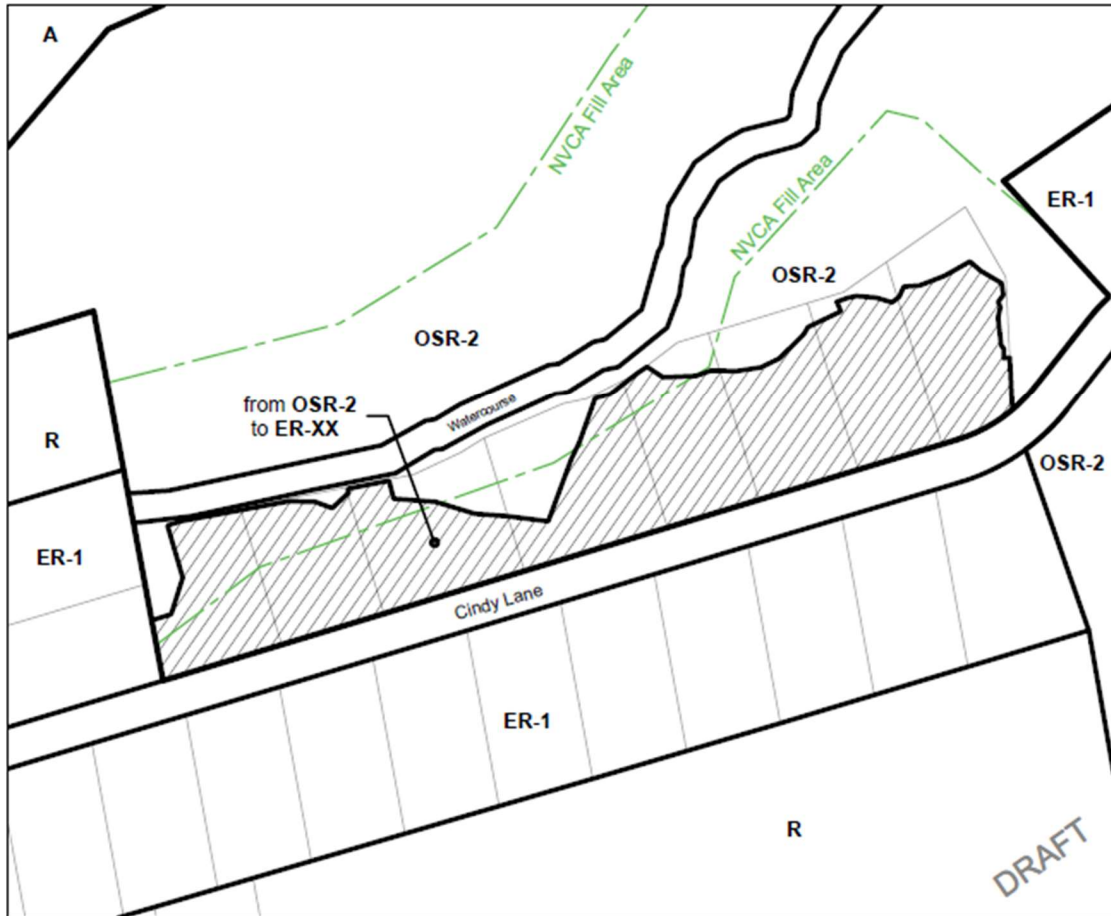 A
NVCA Fill Area
NVCA Fill Area
ER-1
OSR-2
OSR-2
from OSR-2
to ER-XX
Watercourse
R
OSR-2
ER-1
Cindy Lane
ER-1
R
DRAFT